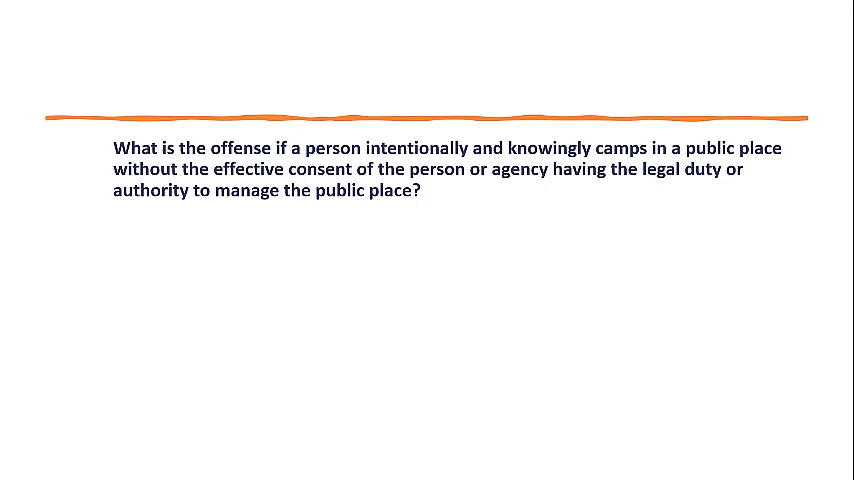 What is the offense if a person intentionally and knowingly camps in a public place
without the effective consent of the person or agency having the legal duty or
authority to manage the public place?